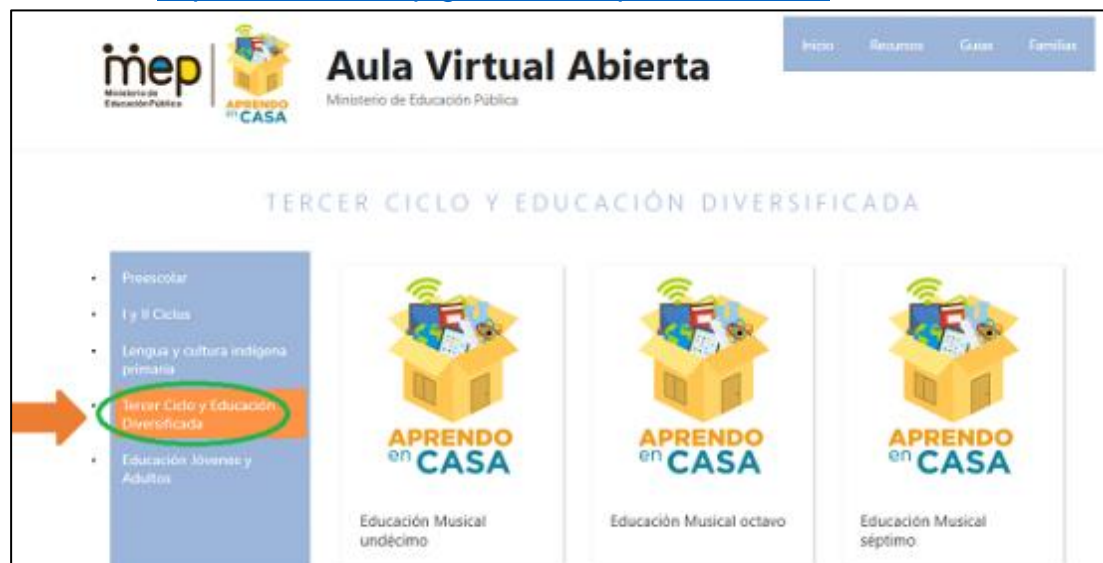 mep
Ministerio de
Educación Pública
APRENDO
en CASA
Aula Virtual Abierta
Ministerio de Educación Pública
Inicio Recursos Guías Familias
TERCER CICLO Y EDUCACIÓN DIVERSIFICADA
Preescolar
I y II Ciclos
Lengua y cultura indígena
primaria
Tercer Ciclo y Educación
Diversificada
Educación Jóvenes y
Adultos
APRENDO
en CASA
Educación Musical
undécimo
APRENDO
en CASA
Educación Musical octavo
APRENDO
en CASA
Educación Musical
séptimo